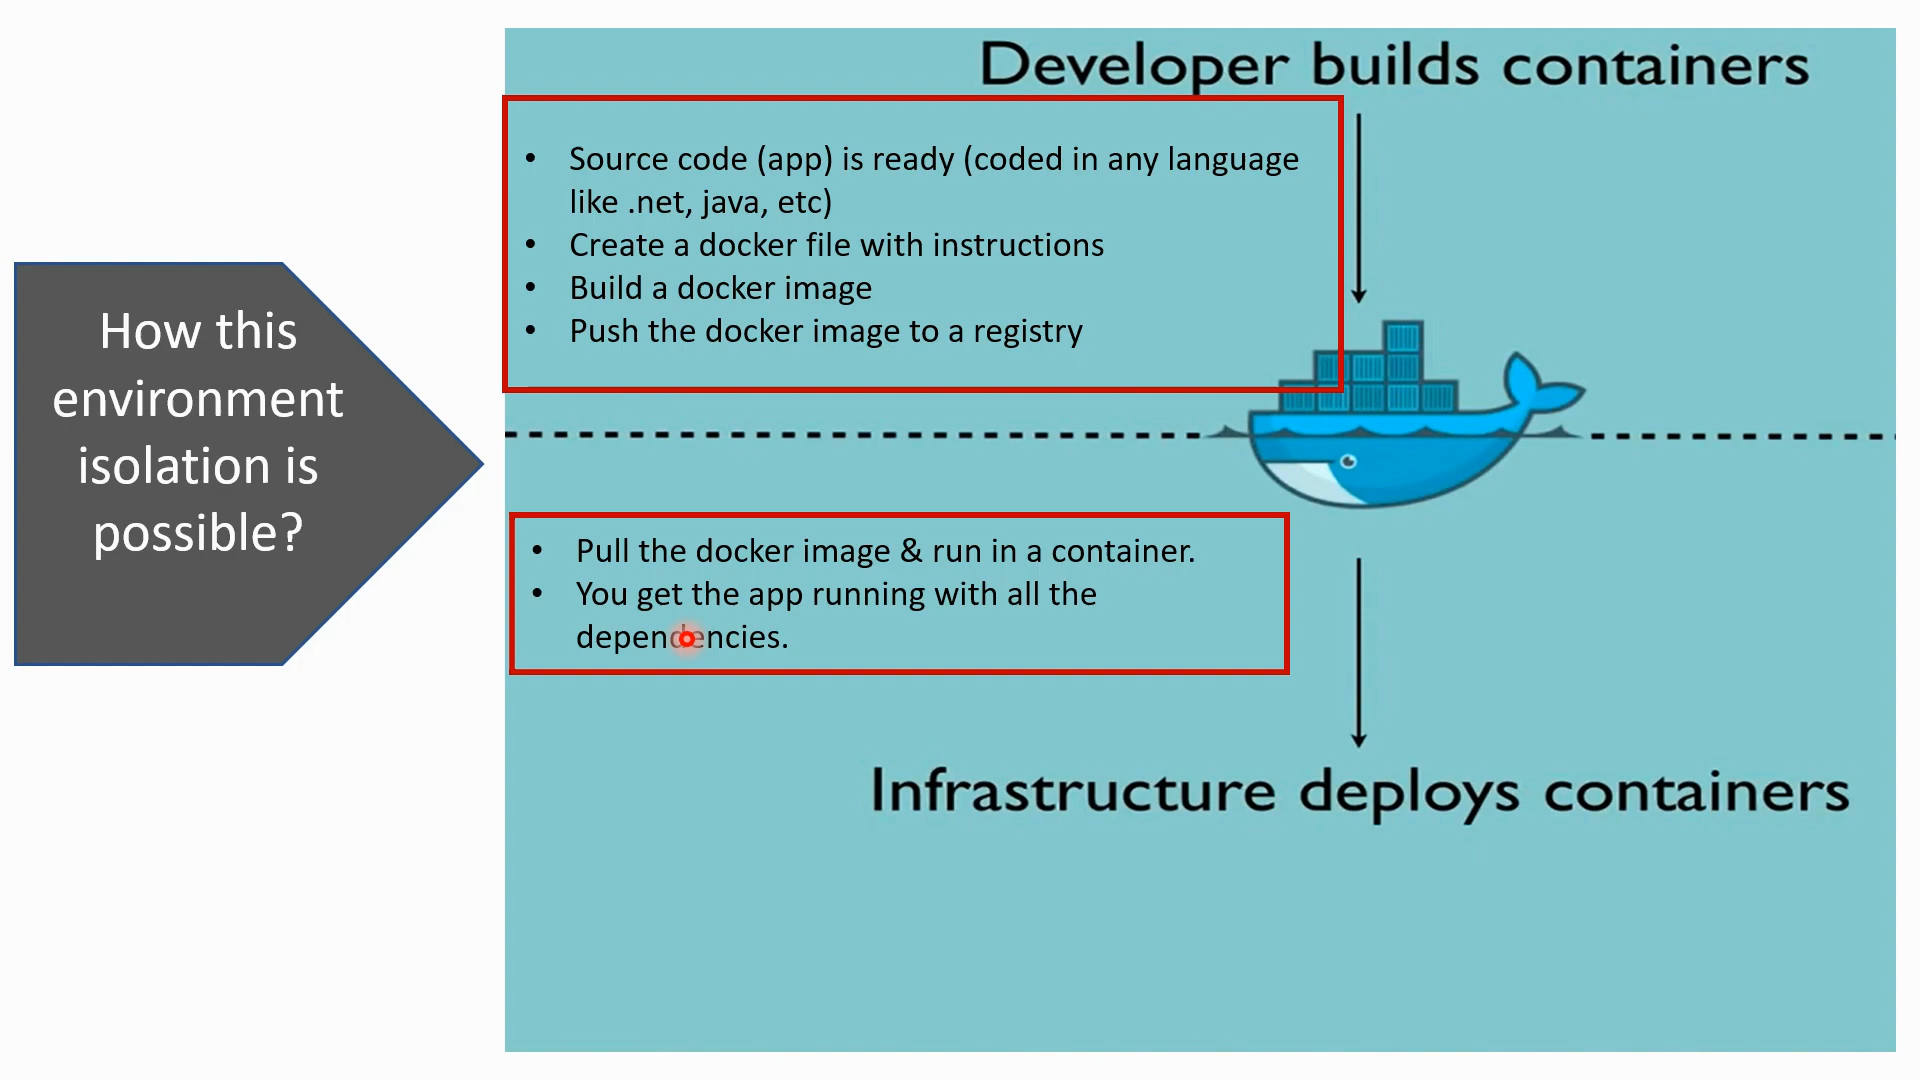 Developer builds containers
• Source code (app) is ready (coded in any language
like .net, java, etc)
• Create a docker file with instructions
• Build a docker image
• Push the docker image to a registry
How this
environment
isolation is
possible?
• Pull the docker image & run in a container.
• You get the app running with all the
dependencies.
Infrastructure deploys containers